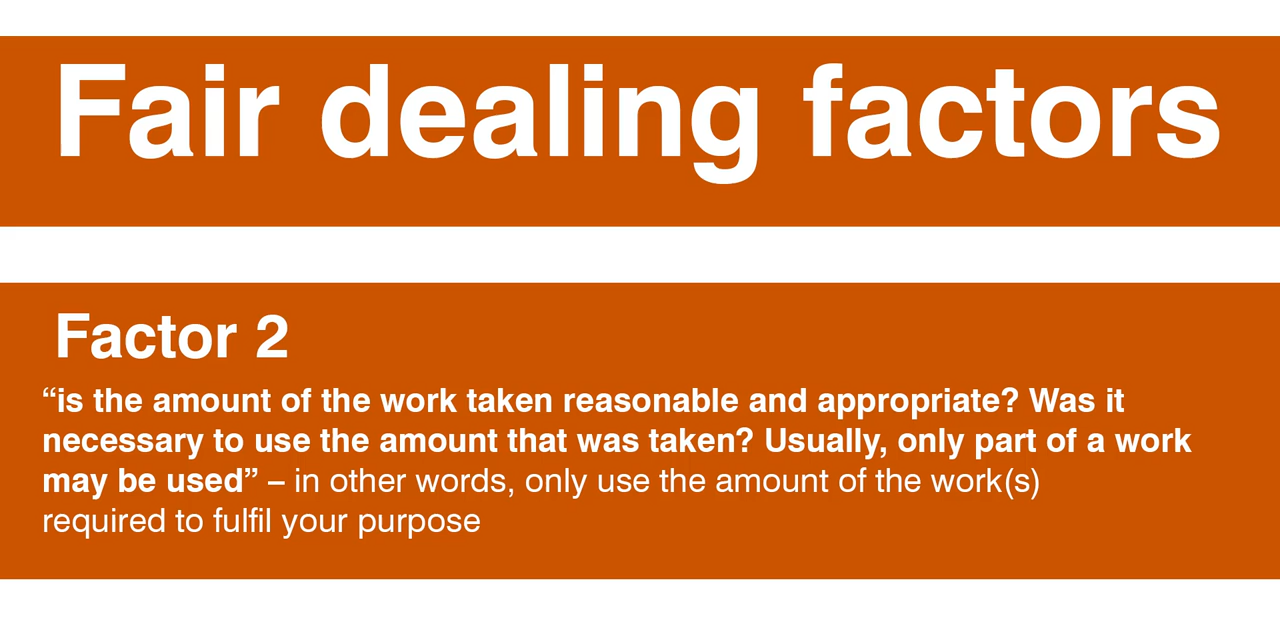 Fair dealing factors
Factor 2
“is the amount of the work taken reasonable and appropriate? Was it
necessary to use the amount that was taken? Usually, only part of a work
may be used” – in other words, only use the amount of the work(s)
required to fulfil your purpose